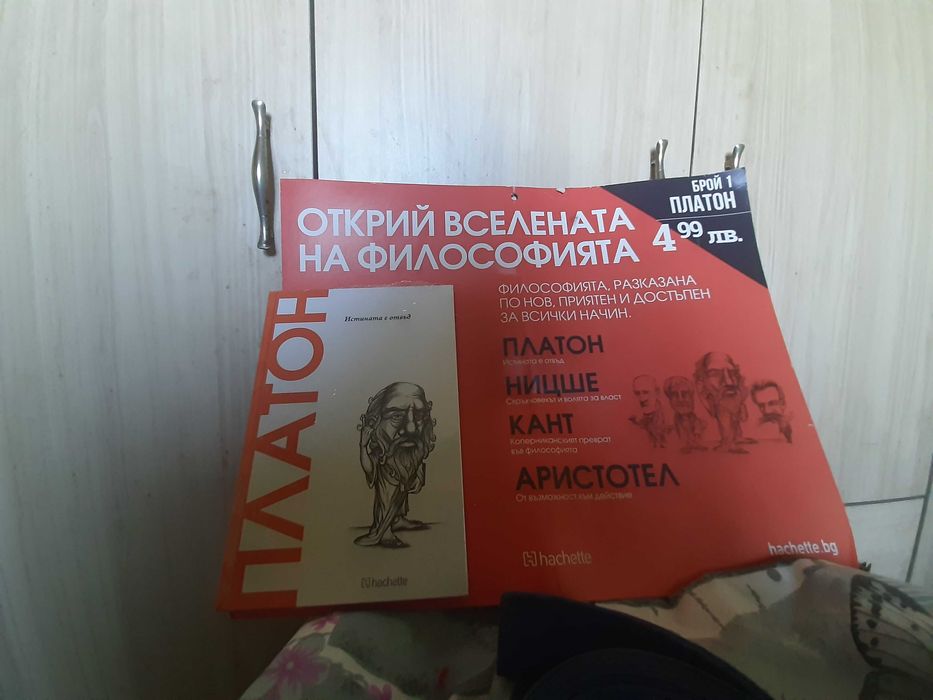 ОТКРИЙ ВСЕЛЕНАТА
НА ФИЛОСОФИЯТА
БРОЙ 1
ПЛАТОН
4 99 лв.
ФИЛОСОФИЯТА, РАЗКАЗАНА
ПО НОВ, ПРИЯТЕН И ДОСТЪПЕН
ЗА ВСИЧКИ НАЧИН.
ПЛАТОН
Истината е отвъд
НИЦШЕ
Свръхчовекът и волята за власт
КАНТ
Коперниканският преврат
във философията
АРИСТОТЕЛ
От възможност към действие
hachette
hachette.bg
ПЛАТОН
Истината е отвъд
hachette